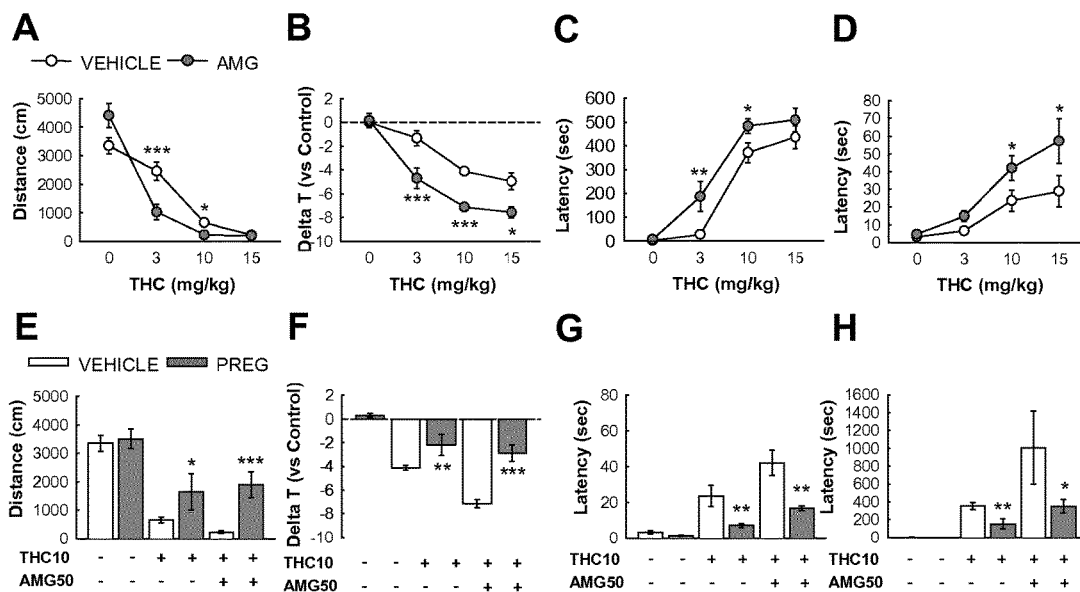 A
B
C
D
VEHICLE AMG
Distance (cm)
5000
4000
3000
2000
1000
0
***
*
0 3 10 15
THC (mg/kg)
Delta T (vs Control)
2
0
-2
-4
-6
-8
-10
***
***
*
0 3 10 15
THC (mg/kg)
Latency (sec)
600
500
400
300
200
100
0
**
*
0 3 10 15
THC (mg/kg)
Latency (sec)
80
70
60
50
40
30
20
10
0
*
*
0 3 10 15
THC (mg/kg)
E
F
G
H
VEHICLE PREG
Distance (cm)
5000
4000
3000
2000
1000
0
*
***
THC10 - - + + + +
AMG50 - - - - + +
Delta T (vs Control)
2
0
-2
-4
-6
-8
-10
**
***
THC10 - - + + + +
AMG50 - - - - + +
Latency (sec)
80
60
40
20
0
**
**
THC10 - - + + + +
AMG50 - - - - + +
Latency (sec)
1600
1400
1200
1000
800
600
400
200
0
**
*
THC10 - - + + + +
AMG50 - - - - + +